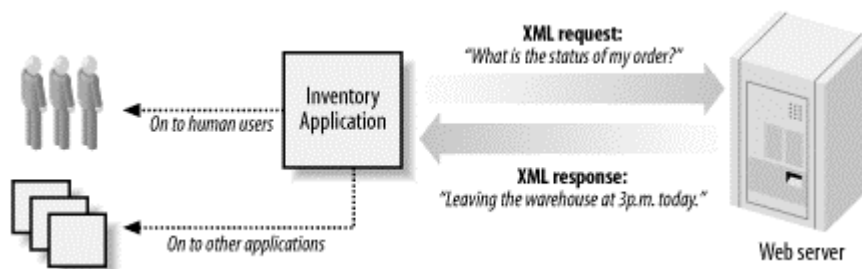 XML request:
"What is the status of my order?"
Inventory
Application
On to human users
XML response:
"Leaving the warehouse at 3p.m. today."
On to other applications
Web server